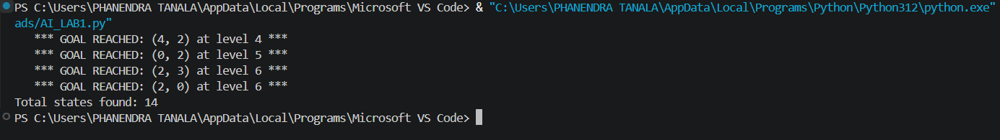 PS C:\Users\PHANENDRA TANALA\AppData\Local\Programs\Microsoft VS Code> & "C:\Users\PHANENDRA TANALA\AppData\Local\Programs\Python\Python312\python.exe"
ads/AI_LAB1.py"
*** GOAL REACHED: (4, 2) at level 4 ***
*** GOAL REACHED: (0, 2) at level 5 ***
*** GOAL REACHED: (2, 3) at level 6 ***
*** GOAL REACHED: (2, 0) at level 6 ***
Total states found: 14
PS C:\Users\PHANENDRA TANALA\AppData\Local\Programs\Microsoft VS Code>